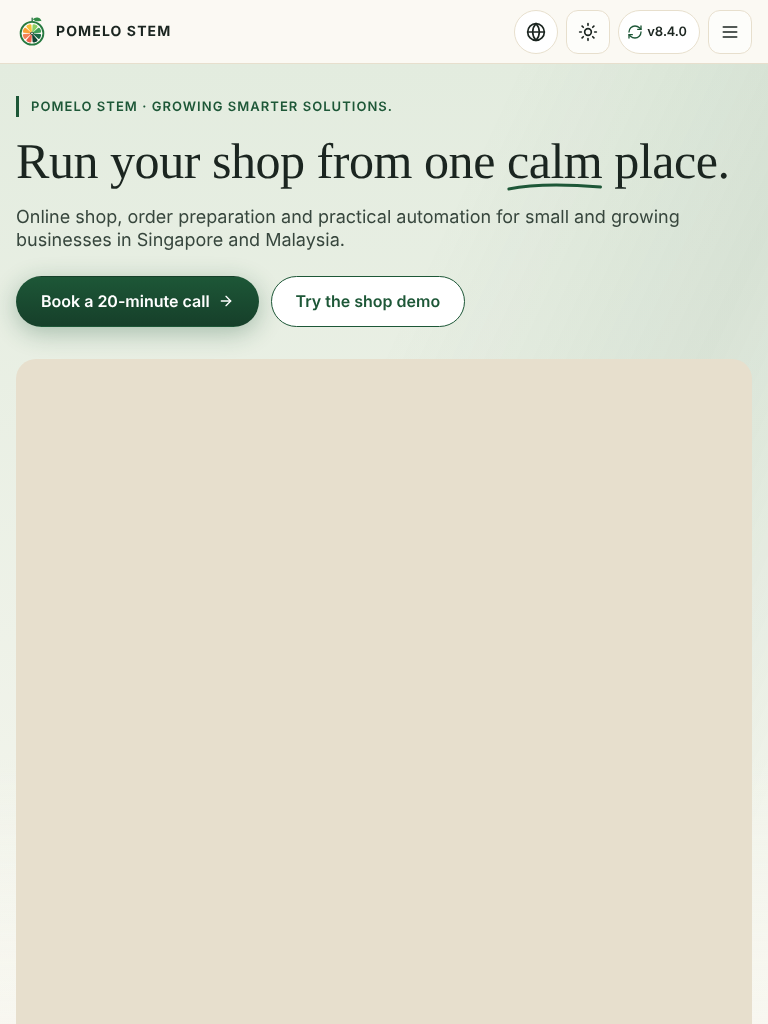 POMELO STEM
v8.4.0
POMELO STEM · GROWING SMARTER SOLUTIONS.
Run your shop from one calm place.
Online shop, order preparation and practical automation for small and growing
businesses in Singapore and Malaysia.
Book a 20-minute call →
Try the shop demo